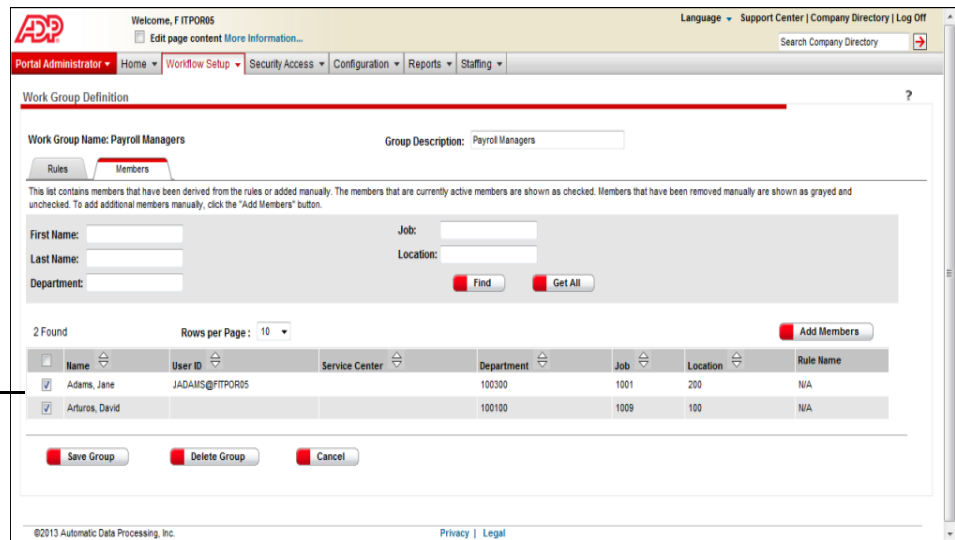 ADP
Welcome, F ITPOR05
Language Support Center | Company Directory | Log Off
Edit page content More Information...
Search Company Directory
Portal Administrator Home Workflow Setup Security Access Configuration Reports Staffing
Work Group Definition ?
Work Group Name: Payroll Managers Group Description: Payroll Managers
Rules Members
This list contains members that have been derived from the rules or added manually. The members that are currently active members are shown as checked. Members that have been removed manually are shown as grayed and
unchecked. To add additional members manually, click the "Add Members" button.
First Name: Job:
Last Name: Location:
Department: Find Get All
2 Found Rows per Page: 10 Add Members
Name User ID Service Center Department Job Location Rule Name
Adams, Jane JADAMS@FITPOR05 100300 1001 200 N/A
Arturos, David 100100 1009 100 N/A
Save Group Delete Group Cancel
©2013 Automatic Data Processing, Inc. Privacy | Legal